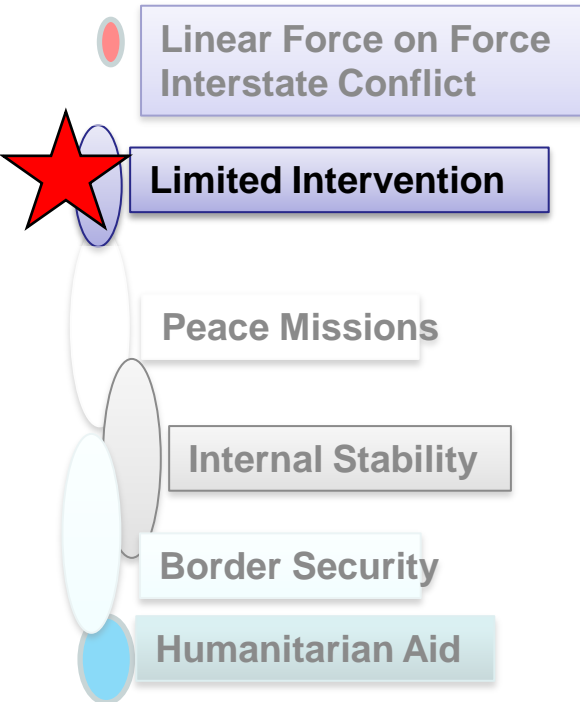 Linear Force on Force
Interstate Conflict
Limited Intervention
Peace Missions
Internal Stability
Border Security
Humanitarian Aid